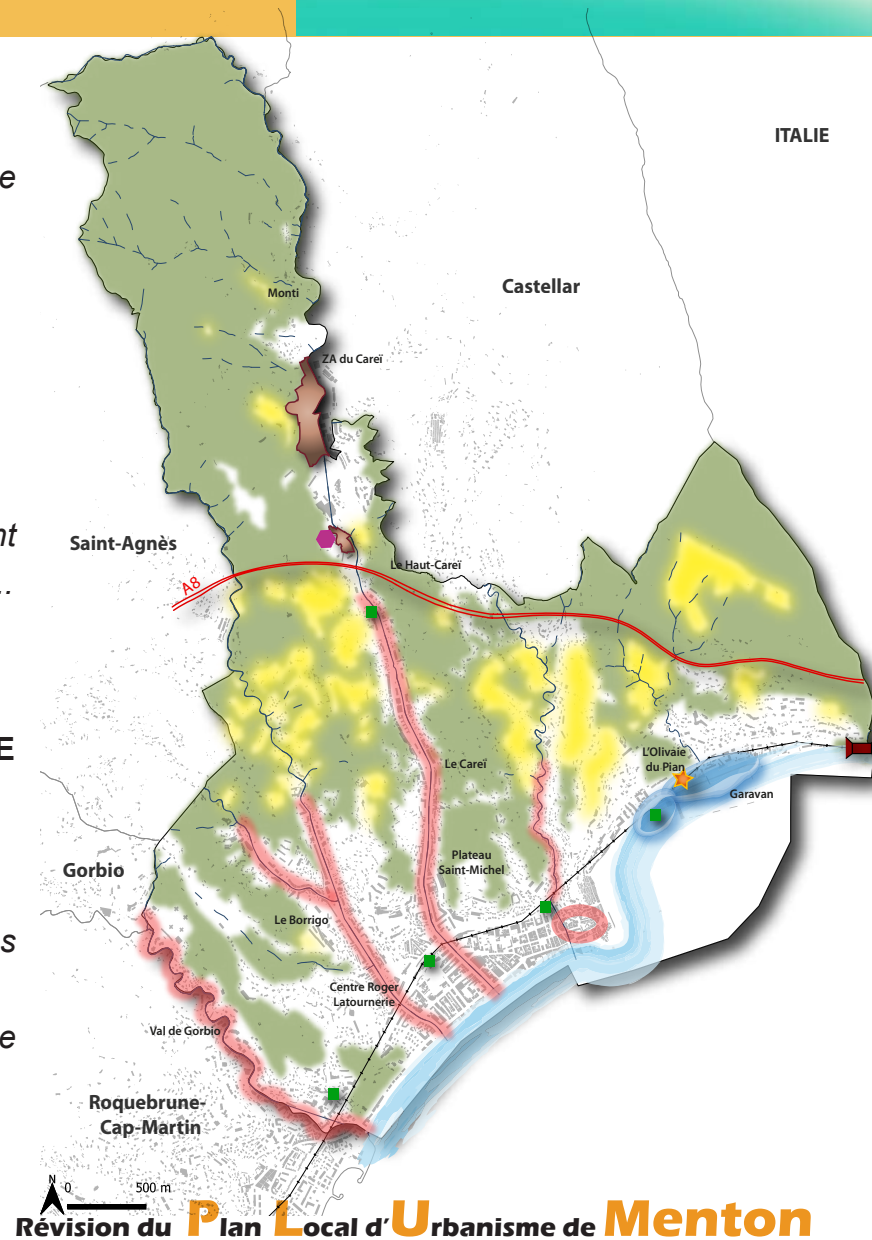 ITALIE
e
Castellar
Monti
ZA du Careï
nt
Saint-Agnès
Le Haut-Careï
..
A8
E
L'Olivaie
du Pian
Le Careï
Garavan
Plateau
Saint-Michel
Gorbio
Le Borrigo
s
Centre Roger
Latournerie
Val de Gorbio
e
Roquebrune-
Cap-Martin
N
0 500 m
Révision du Plan Local d'Urbanisme de Menton